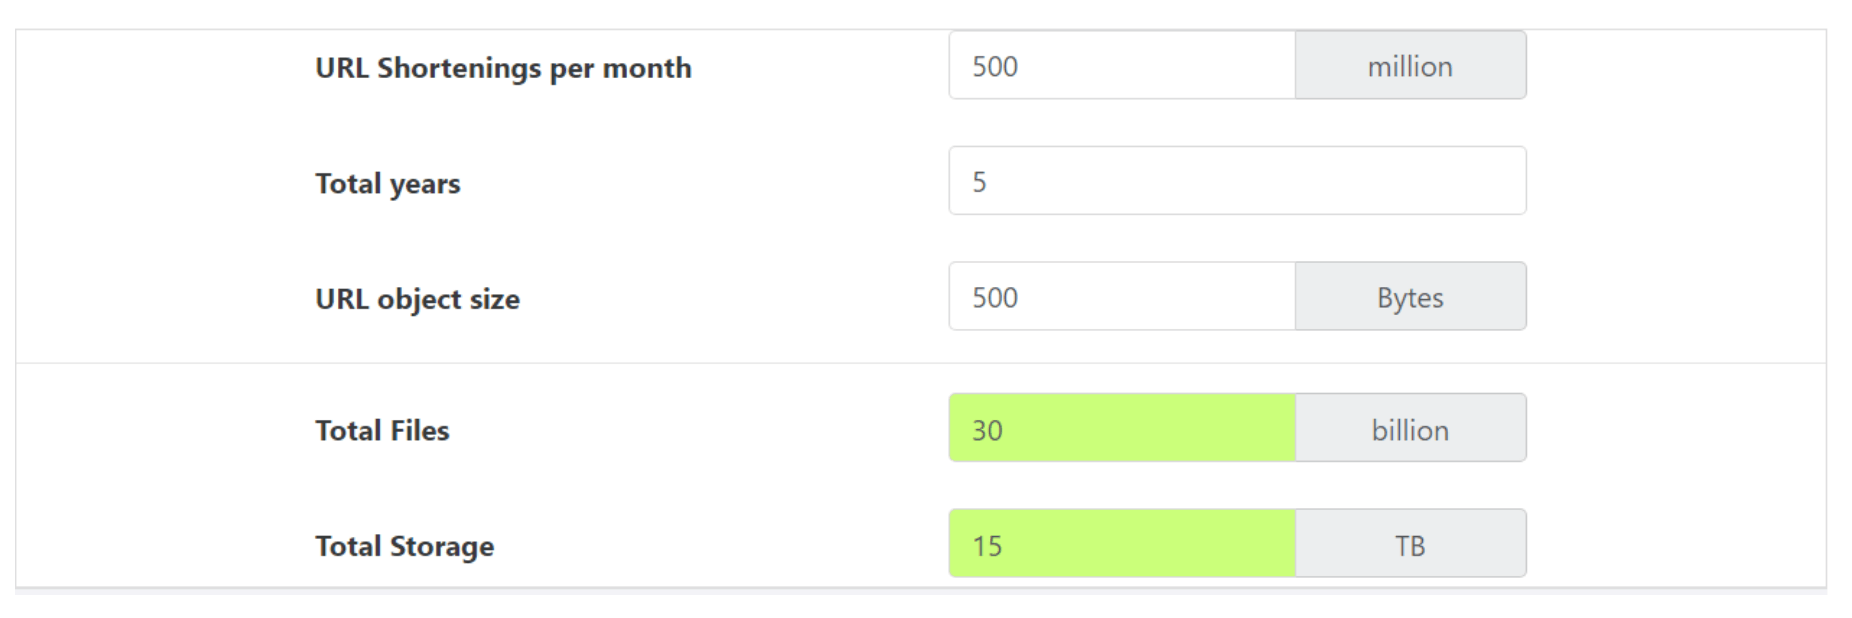 URL Shortenings per month 500 million
Total years 5
URL object size 500 Bytes
Total Files 30 billion
Total Storage 15 TB